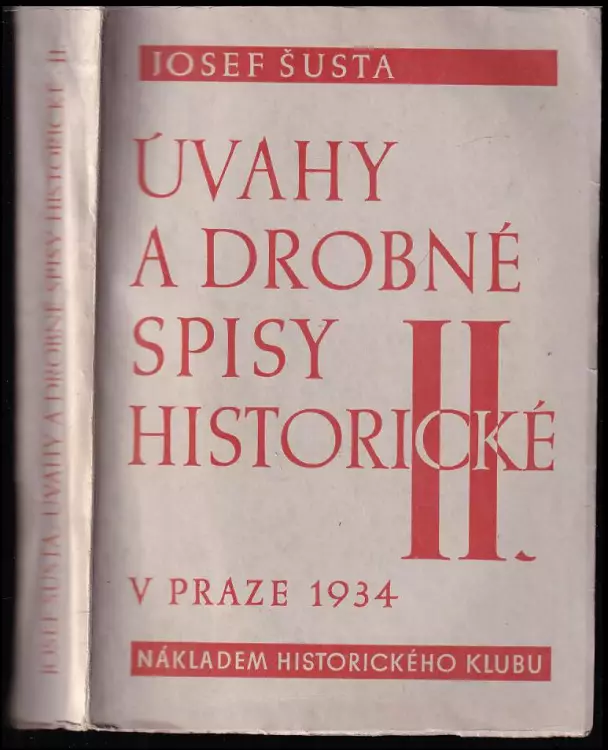 JOSEF ŠUSTA
ÚVAHY
A DROBNÉ
SPISY
HISTORICKÉ
II.
V PRAZE 1934
NÁKLADEM HISTORICKÉHO KLUBU
JOSEF ŠUSTA: ÚVAHY A DROBNÉ SPISY HISTORICKÉ II.